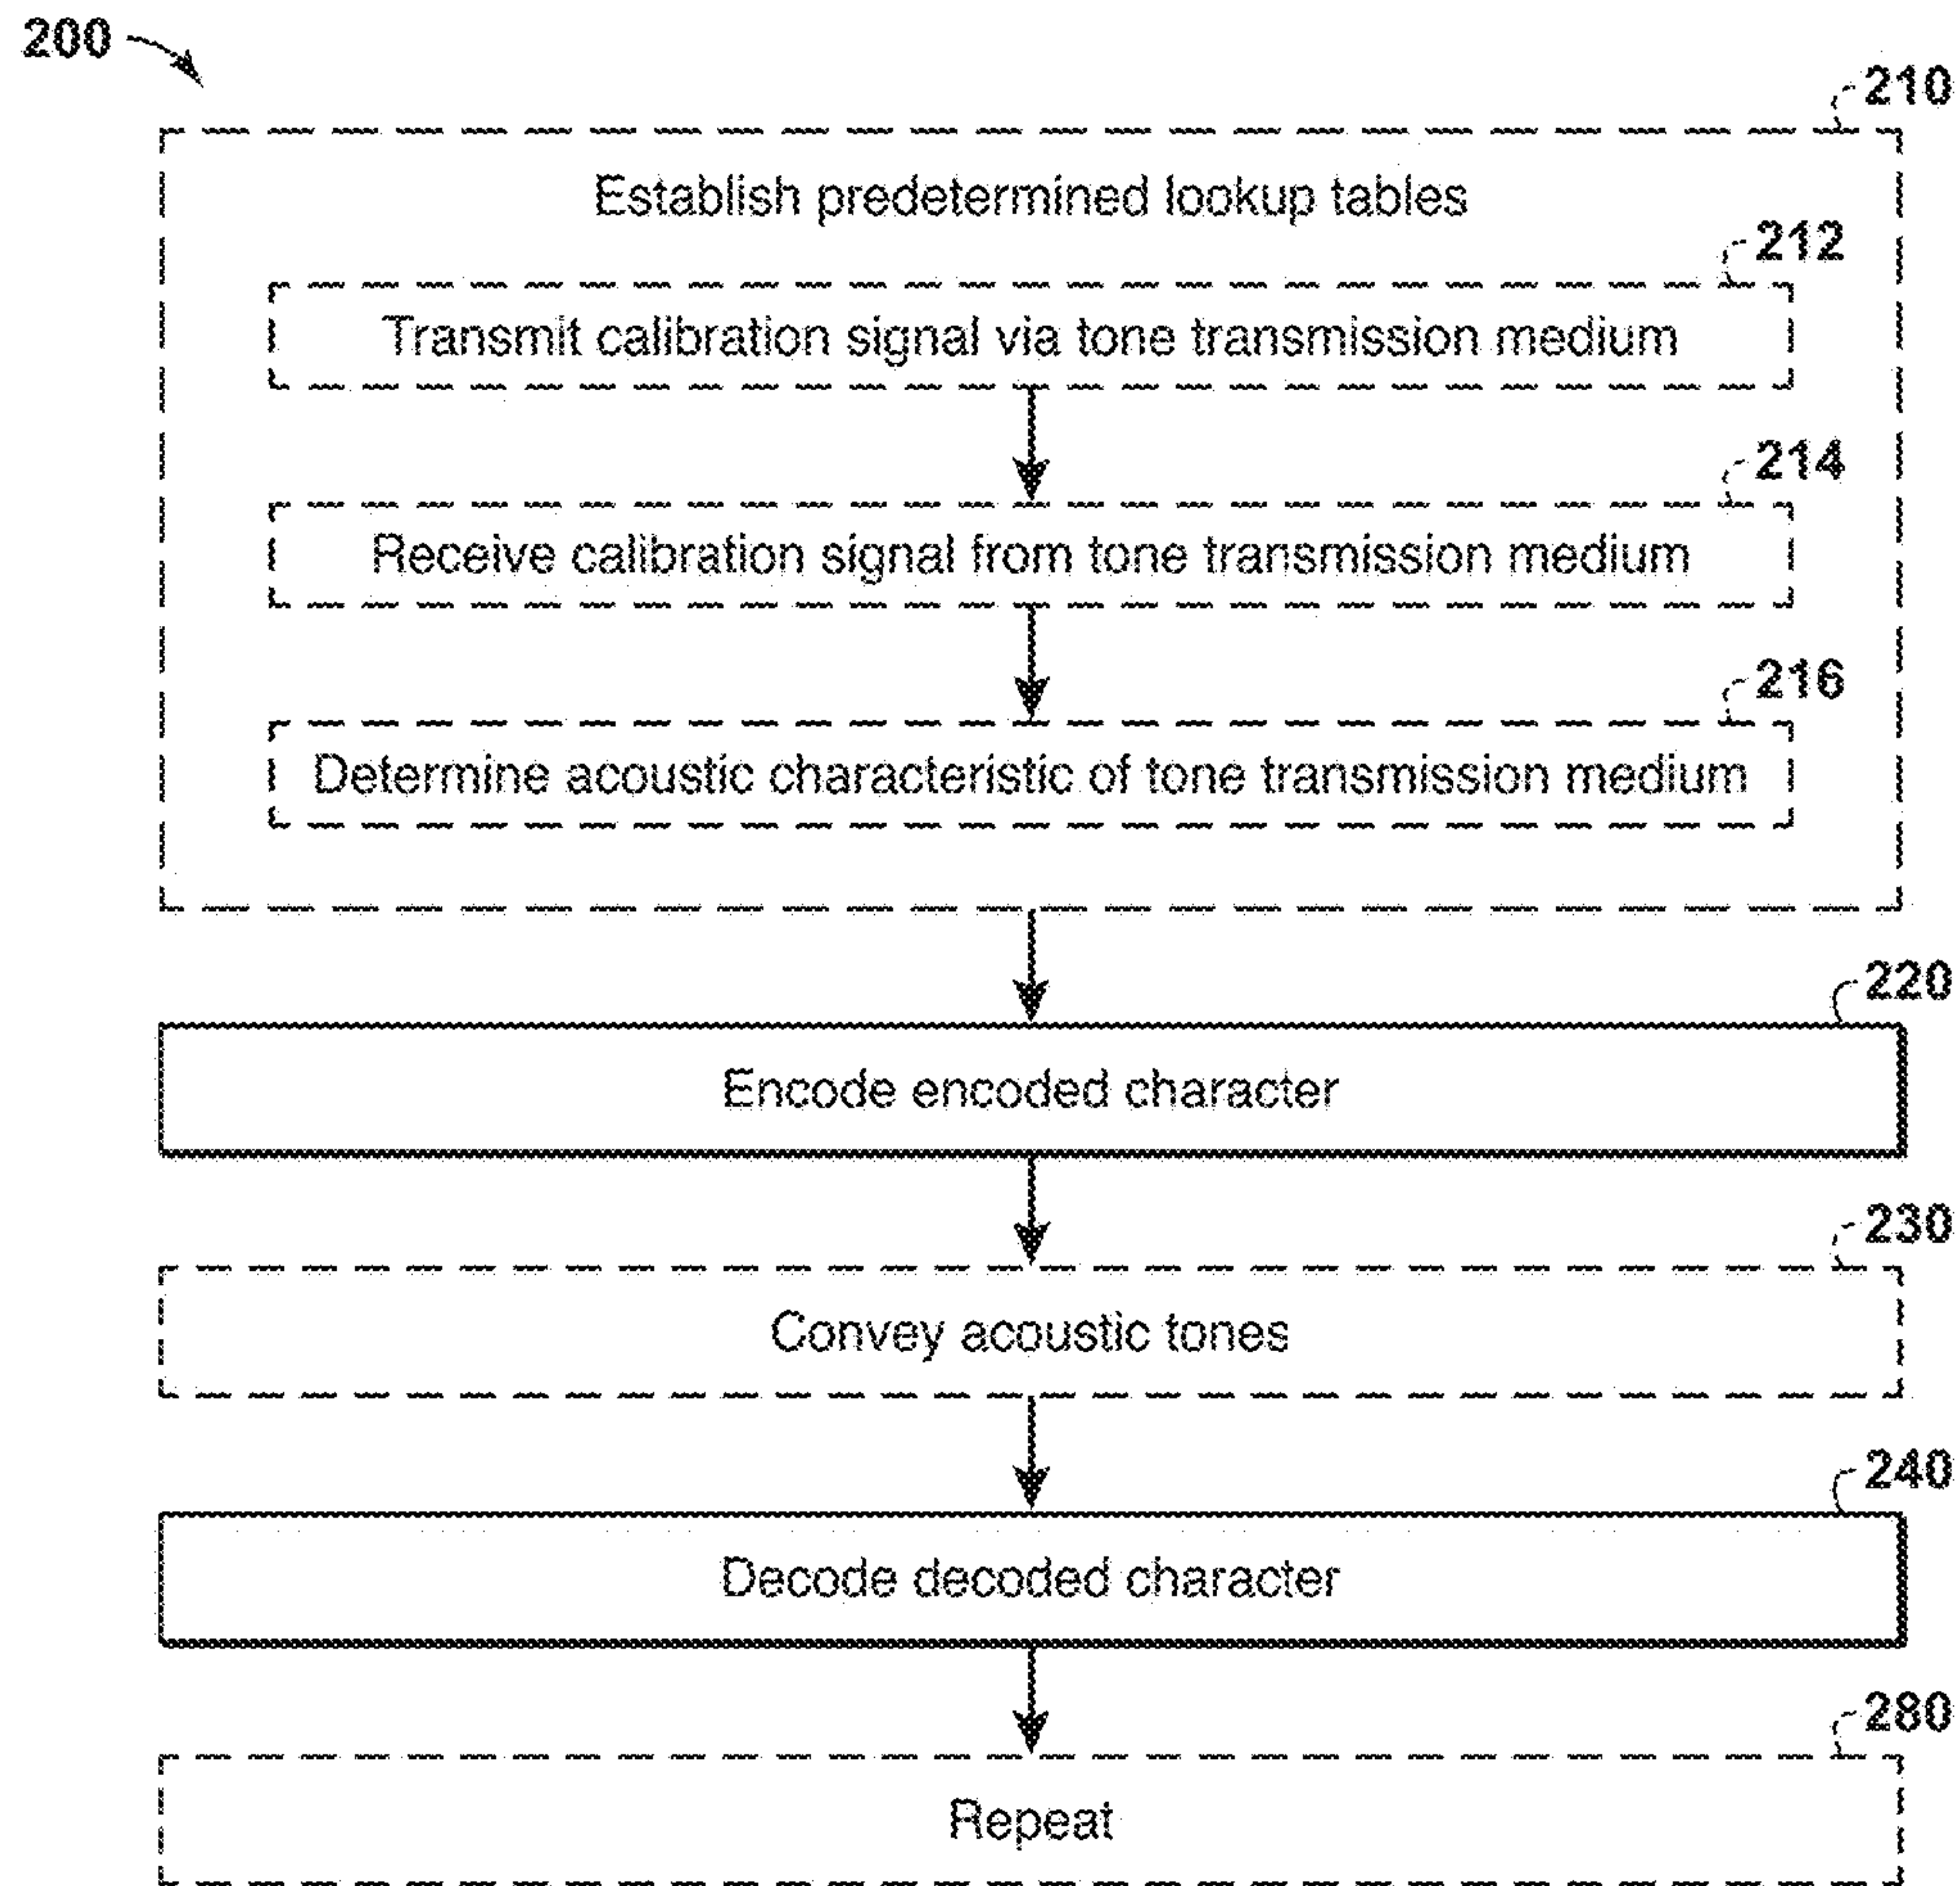 200
210
Establish predetermined lookup tables
212
Transmit calibration signal via tone transmission medium
214
Receive calibration signal from tone transmission medium
216
Determine acoustic characteristic of tone transmission medium
220
Encode encoded character
230
Convey acoustic tones
240
Decode decoded character
280
Repeat